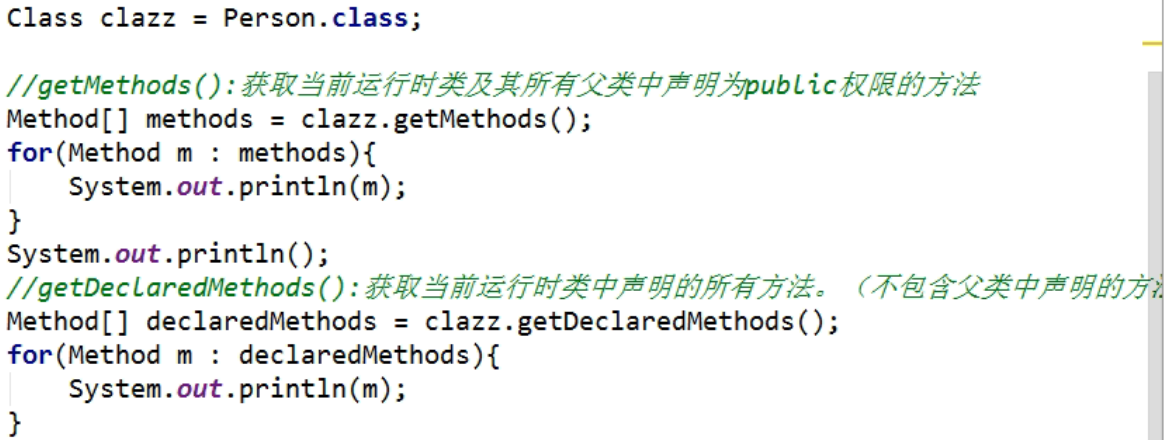 Class clazz = Person.class;
//getMethods():获取当前运行时类及其所有父类中声明为public权限的方法
Method[] methods = clazz.getMethods();
for(Method m : methods){
    System.out.println(m);
}
System.out.println();
//getDeclaredMethods():获取当前运行时类中声明的所有方法。（不包含父类中声明的方
Method[] declaredMethods = clazz.getDeclaredMethods();
for(Method m : declaredMethods){
    System.out.println(m);
}